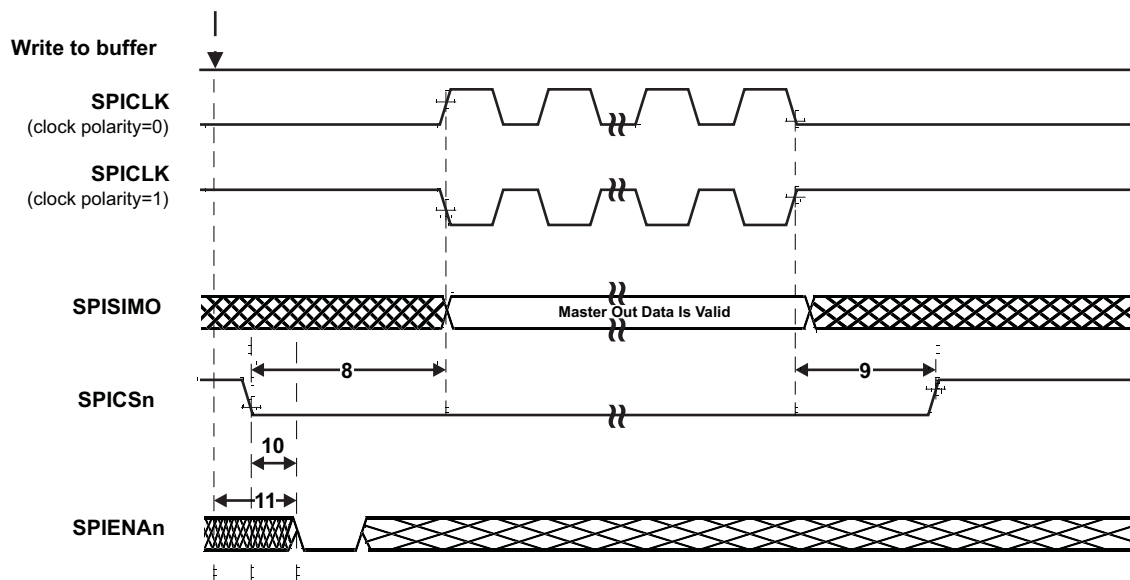 Write to buffer
SPICLK
(clock polarity=0)
SPICLK
(clock polarity=1)
SPISIMO
Master Out Data Is Valid
8
9
SPICSn
10
11
SPIENAn